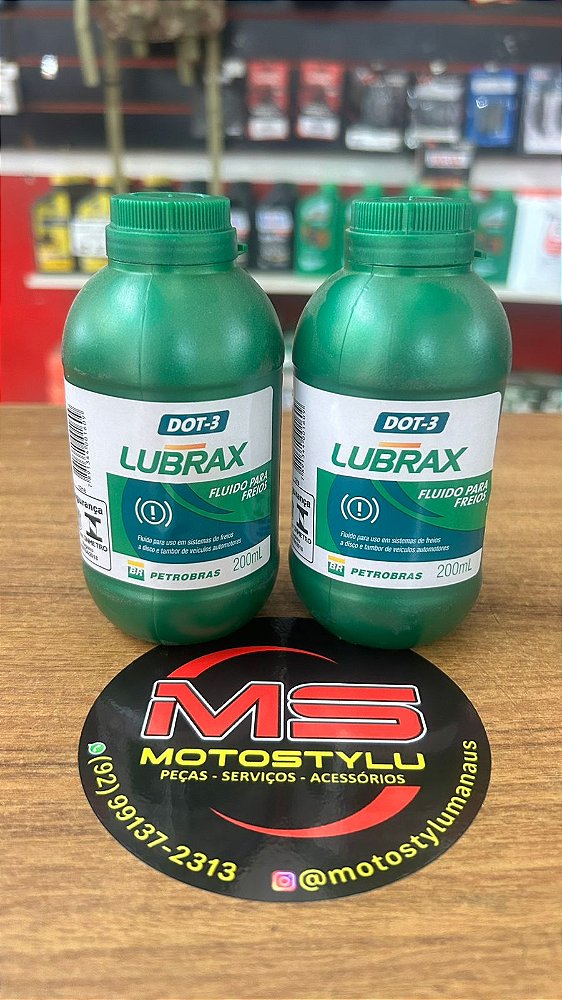 DOT-3
LUBRAX
FLUIDO PARA
FREIOS
Fluido para uso em sistemas de freios
a disco e tambor de veículos automotores
BR PETROBRAS
200mL
DOT-3
LUBRAX
FLUIDO PARA
FREIOS
Fluido para uso em sistemas de freios
a disco e tambor de veículos automotores
BR PETROBRAS
200mL
MS
MOTOSTYLU
PEÇAS - SERVIÇOS - ACESSÓRIOS
(92) 99137-2313
@motostylumanaus